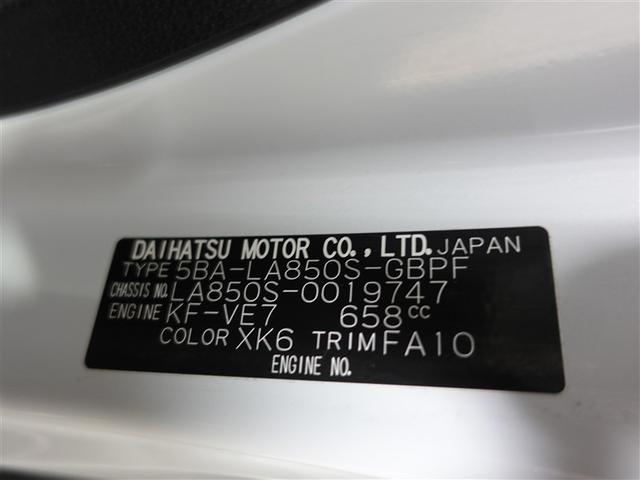 DAIHATSU MOTOR CO., LTD. JAPAN
TYPE 5BA-LA850S-GBPF
CHASSIS NO. LA850S-0019747
ENGINE KF-VE7 658cc
COLOR XK6 TRIM FA10
ENGINE NO.